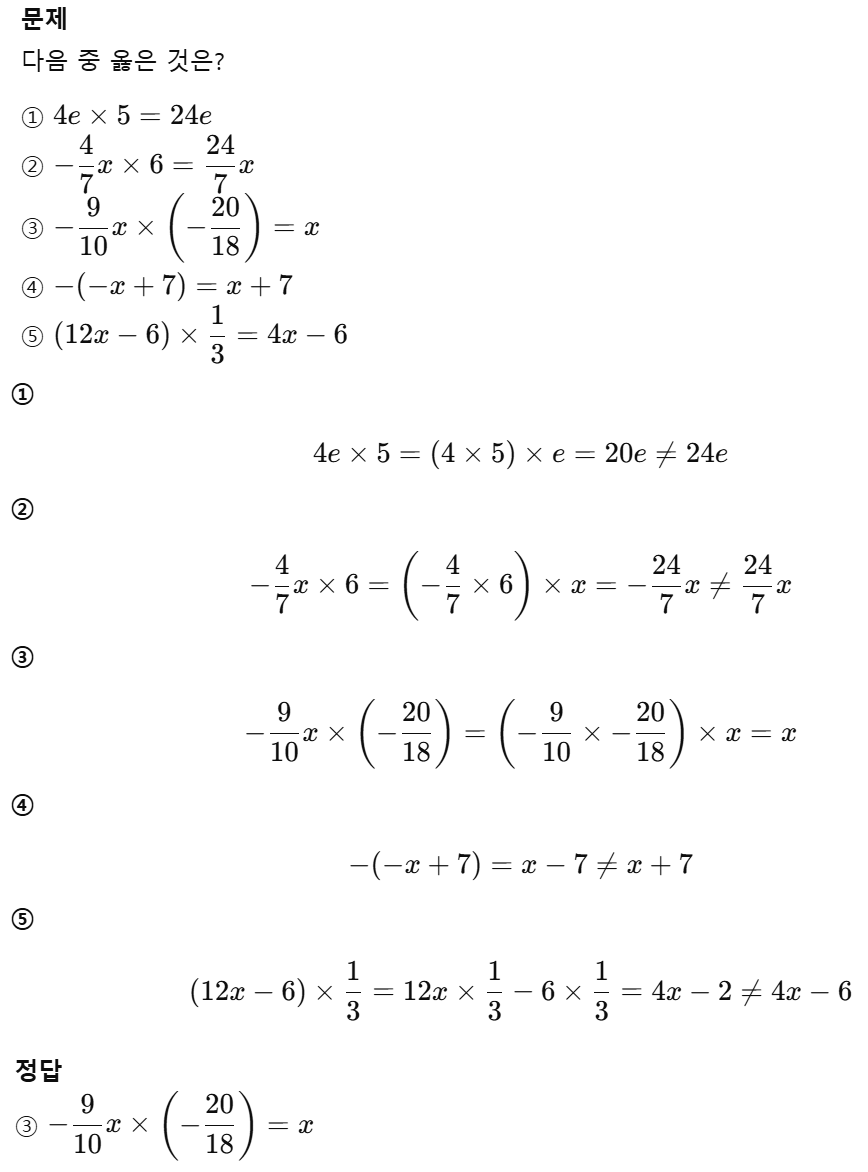 문제
다음 중 옳은 것은?
① 4e × 5 = 24e
② −4/7 x × 6 = 24/7 x
③ −9/10 x × (−20/18) = x
④ −(−x + 7) = x + 7
⑤ (12x − 6) × 1/3 = 4x − 6
①
4e × 5 = (4 × 5) × e = 20e ≠ 24e
②
−4/7 x × 6 = (−4/7 × 6) × x = −24/7 x ≠ 24/7 x
③
−9/10 x × (−20/18) = (−9/10 × −20/18) × x = x
④
−(−x + 7) = x − 7 ≠ x + 7
⑤
(12x − 6) × 1/3 = 12x × 1/3 − 6 × 1/3 = 4x − 2 ≠ 4x − 6
정답
③ −9/10 x × (−20/18) = x